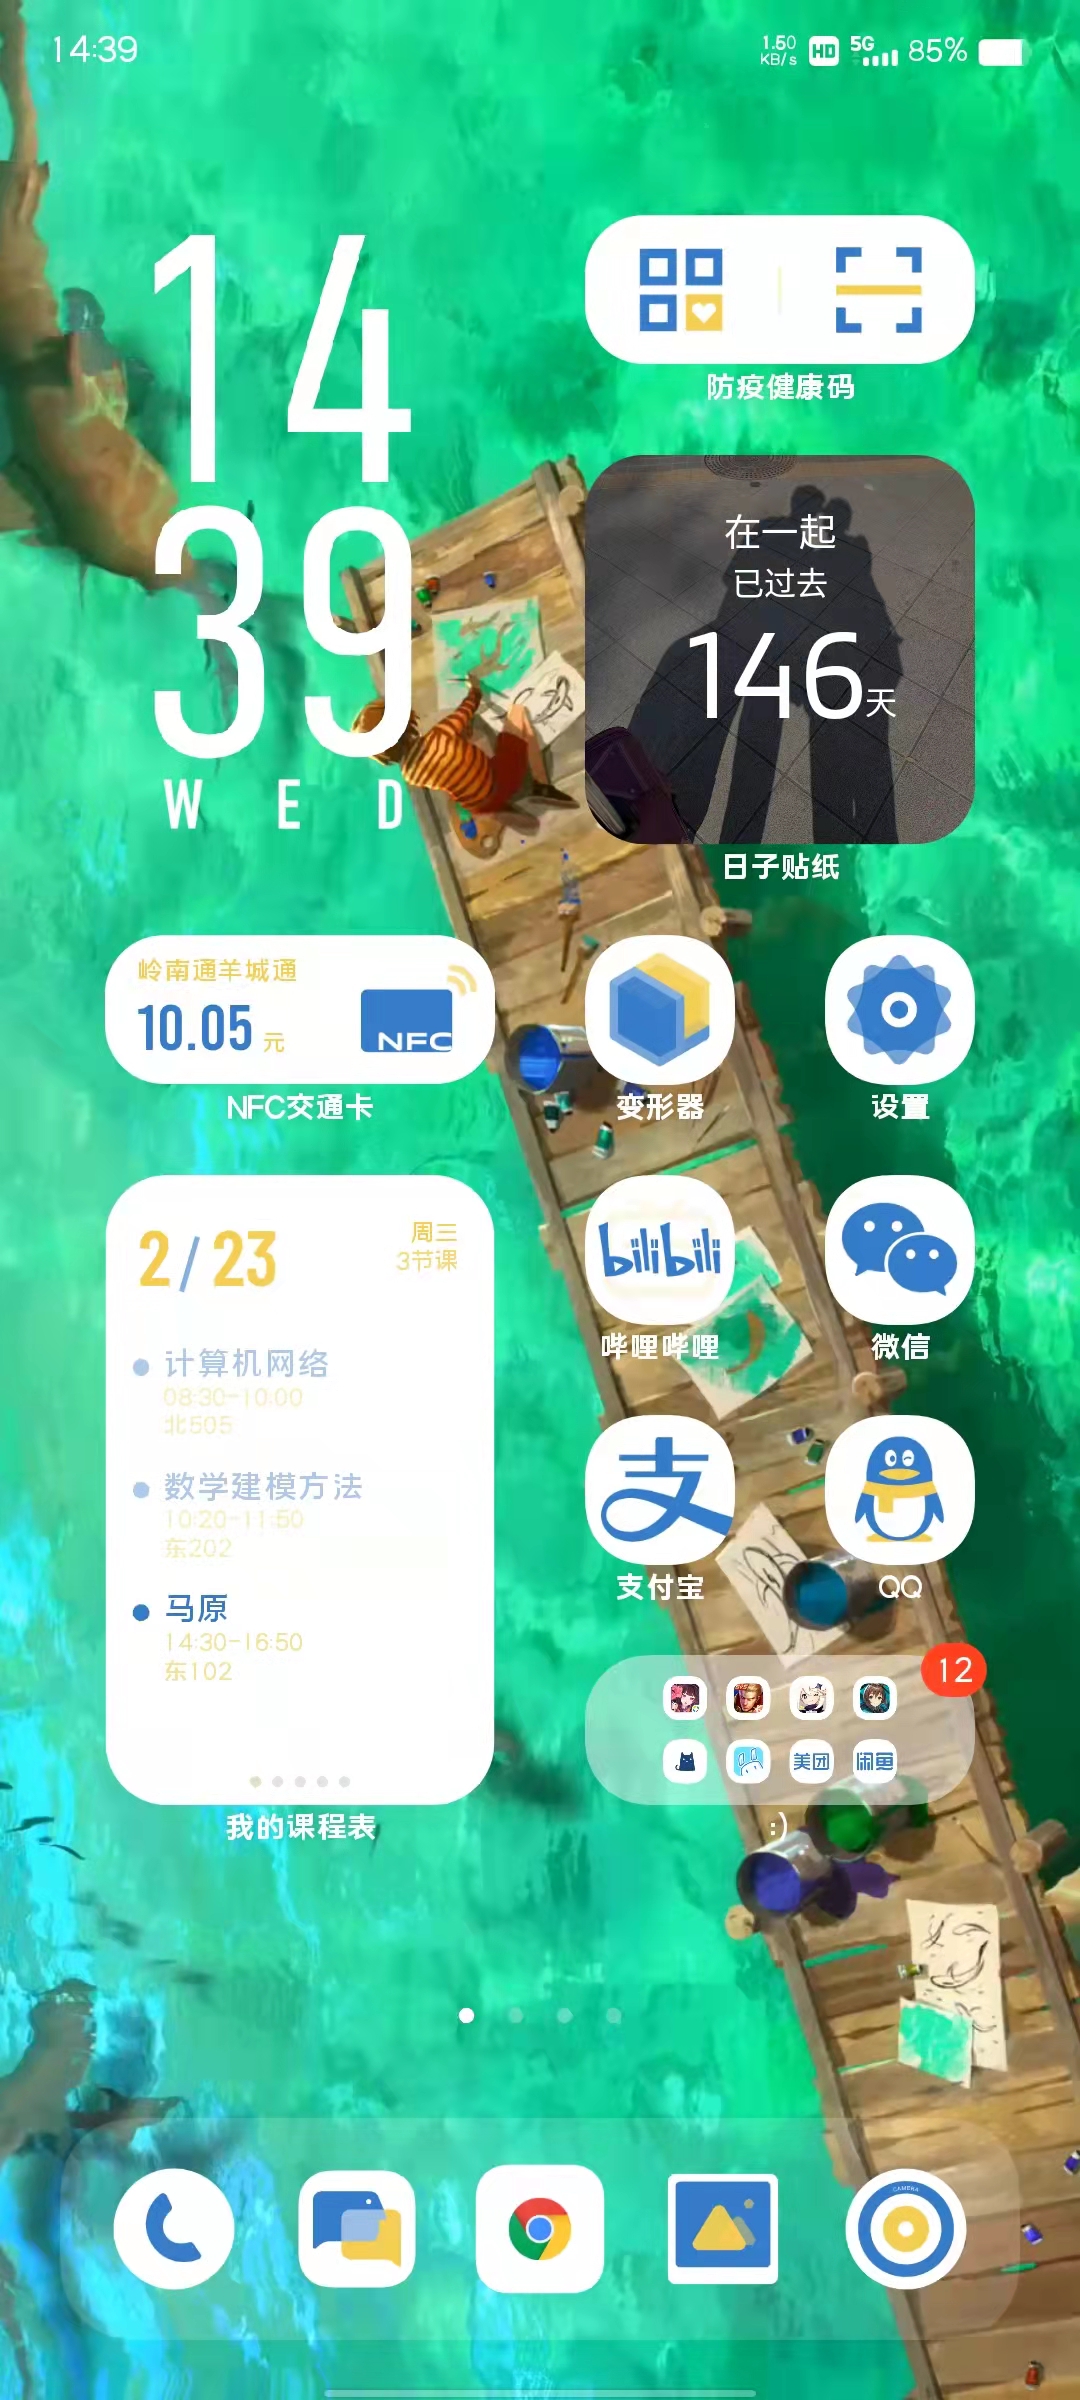 14:39
1.50
KB/s
HD
5G
85%
14
39
WED
防疫健康码
在一起
已过去
146天
日子贴纸
岭南通羊城通
10.05 元
NFC
NFC交通卡
变形器
设置
2/23
周三
3节课
计算机网络
08:30-10:00
北505
数学建模方法
10:20-11:50
东202
马原
14:30-16:50
东102
我的课程表
bilibili
哔哩哔哩
微信
支
支付宝
QQ
12
美团
闲鱼
:)
CAMERA